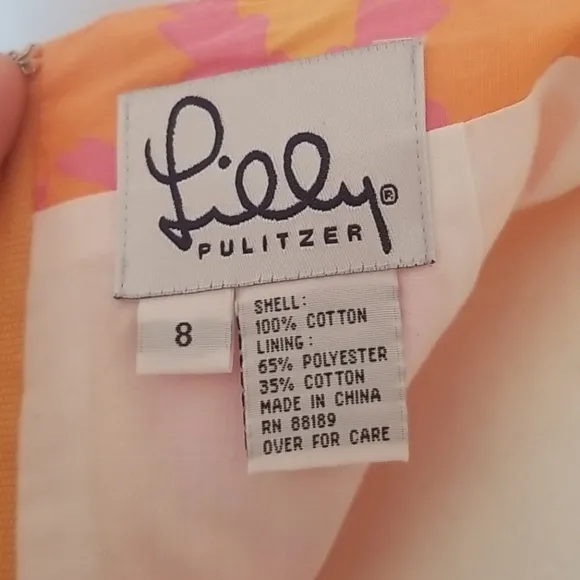 Lilly®
PULITZER
8
SHELL:
100% COTTON
LINING:
65% POLYESTER
35% COTTON
MADE IN CHINA
RN 88189
OVER FOR CARE